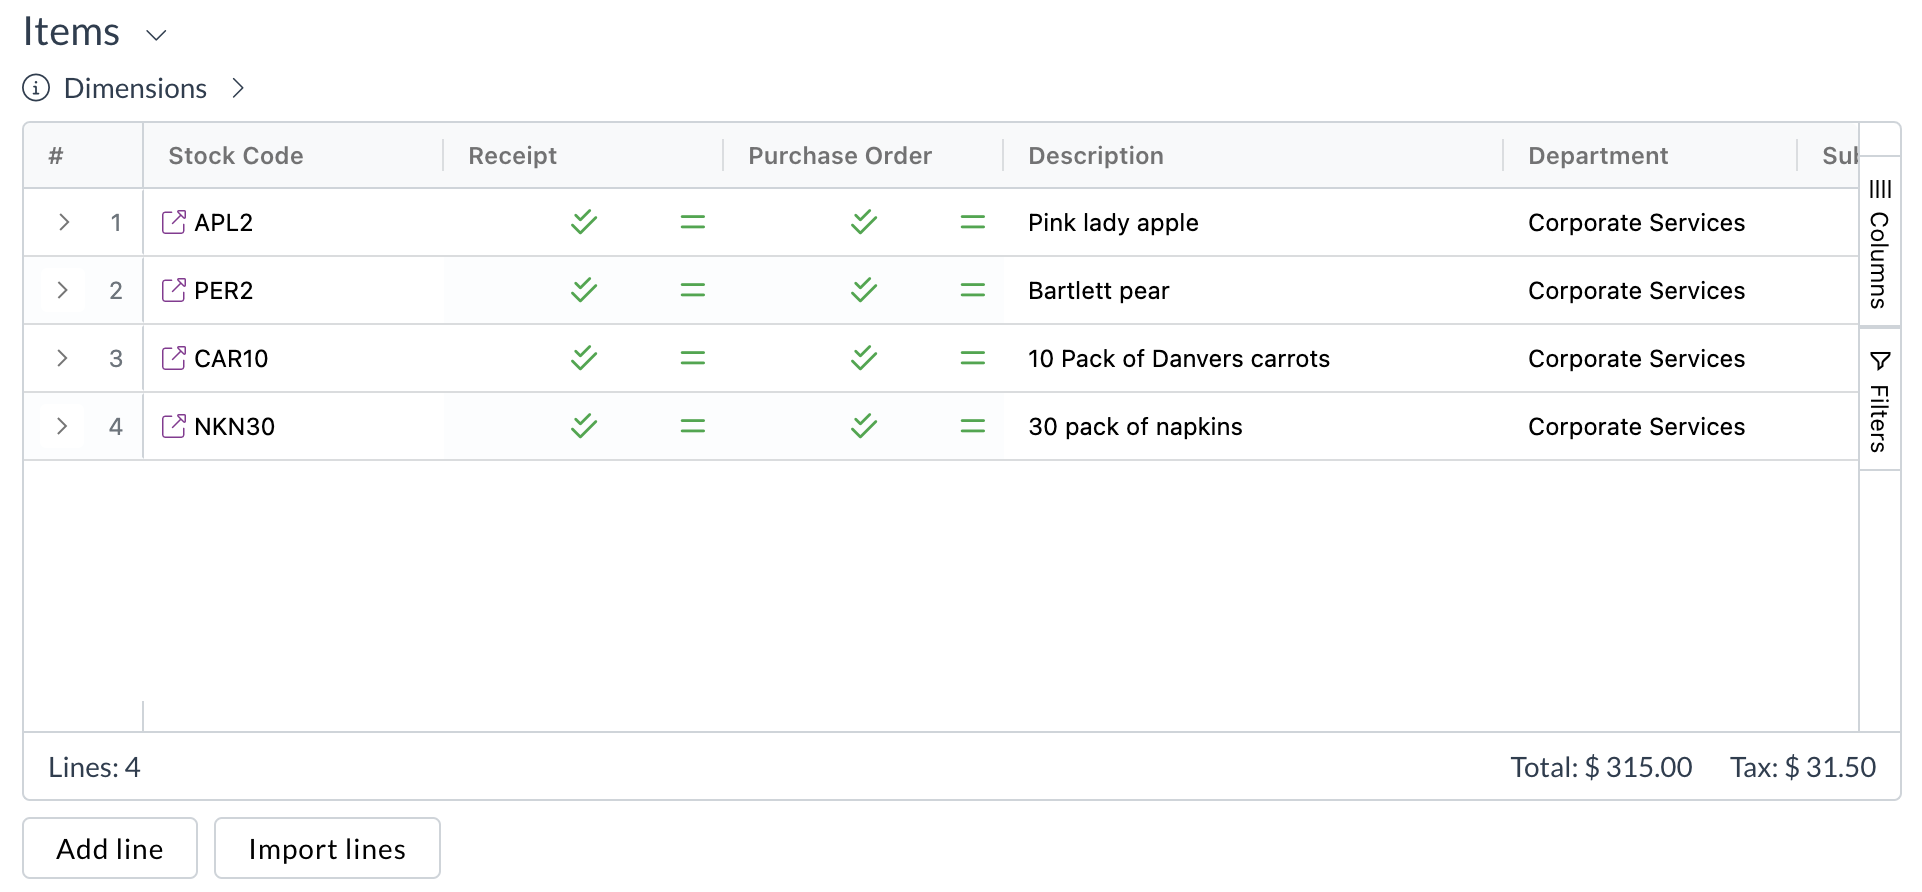 Items
Dimensions
# Stock Code Receipt Purchase Order Description Department
1 APL2 Pink lady apple Corporate Services
2 PER2 Bartlett pear Corporate Services
3 CAR10 10 Pack of Danvers carrots Corporate Services
4 NKN30 30 pack of napkins Corporate Services
Columns
Filters
Lines: 4 Total: $ 315.00 Tax: $ 31.50
Add line Import lines